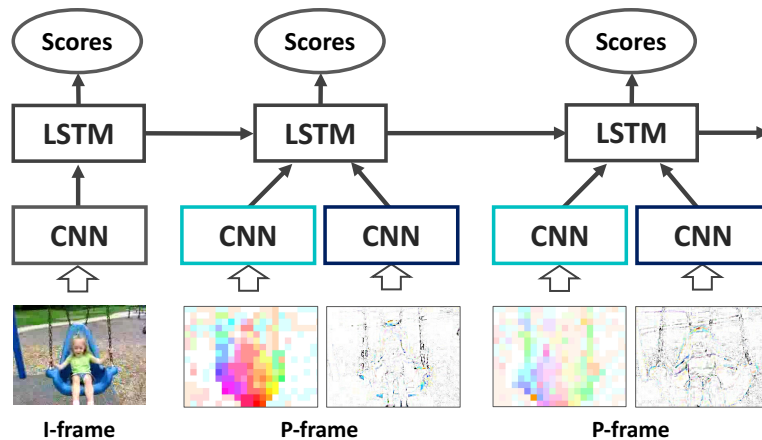 Scores Scores Scores
LSTM LSTM LSTM
CNN CNN CNN CNN CNN
I-frame P-frame P-frame